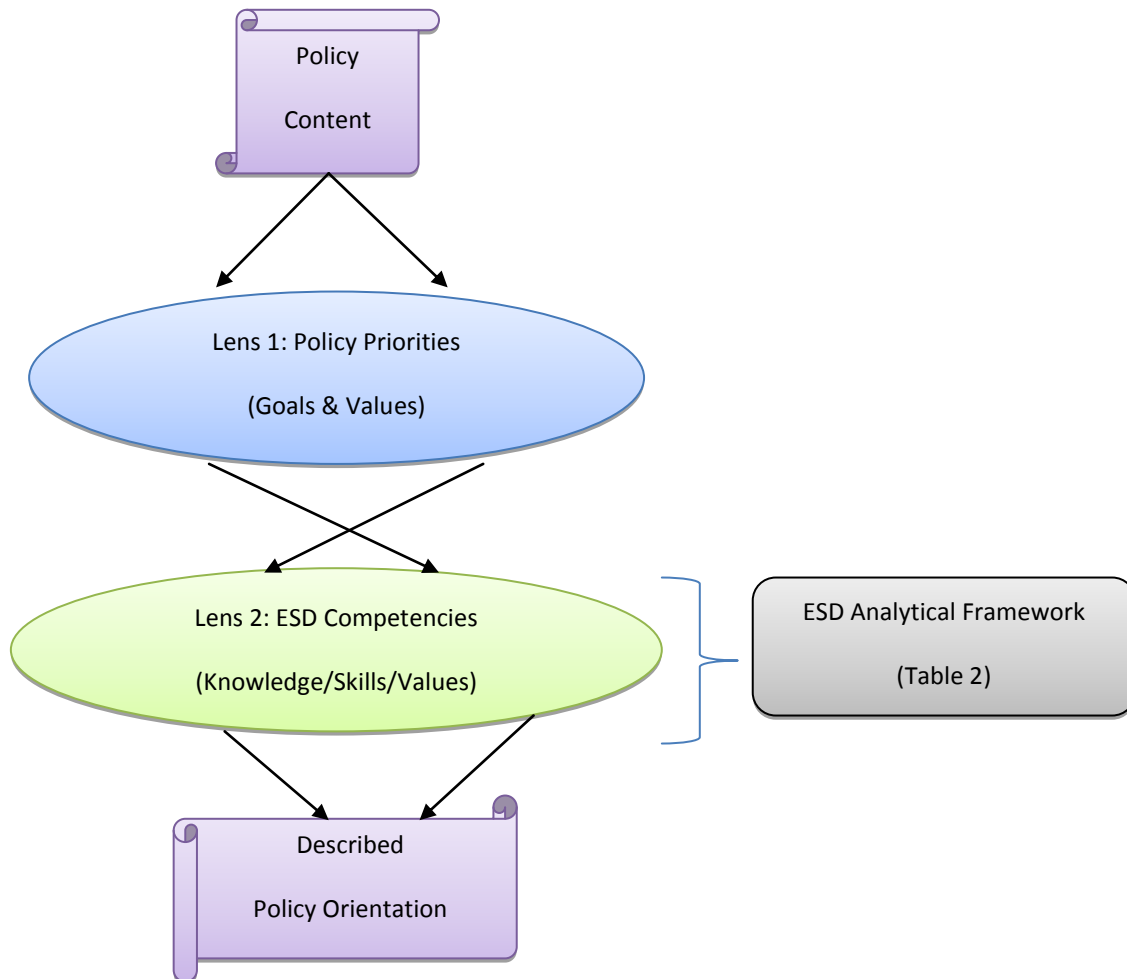 Policy
Content
Lens 1: Policy Priorities
(Goals & Values)
Lens 2: ESD Competencies
(Knowledge/Skills/Values)
ESD Analytical Framework
(Table 2)
Described
Policy Orientation